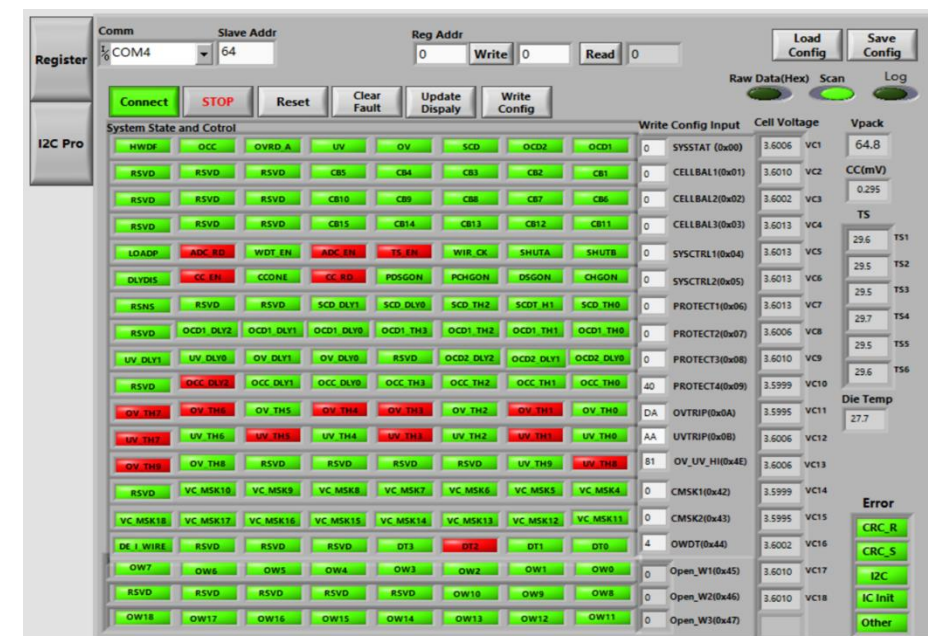 Comm Slave Addr Reg Addr
Register COM4 64 0 Write 0 Read 0 Load Config Save Config
Raw Data(Hex) Scan Log
Connect STOP Reset Clear Fault Update Dispaly Write Config
I2C Pro
System State and Cotrol Write Config Input Cell Voltage Vpack
HWDF OCC OVRD_A UV OV SCD OCD2 OCD1 0 SYSSTAT (0x00) 3.6006 VC1 64.8
RSVD RSVD RSVD CB5 CB4 CB3 CB2 CB1 0 CELLBAL1(0x01) 3.6010 VC2 CC(mV)
RSVD RSVD RSVD CB10 CB9 CB8 CB7 CB6 0 CELLBAL2(0x02) 3.6002 VC3 0.295
RSVD RSVD RSVD CB15 CB14 CB13 CB12 CB11 0 CELLBAL3(0x03) 3.6013 VC4 TS
LOADP ADC_RD WDT_EN ADC_EN TS_EN WIR_CK SHUTA SHUTB 0 SYSCTRL1(0x04) 3.6013 VC5 29.6 TS1
DLYDIS CC_EN CCONE CC_RD PDSGON PCHGON DSGON CHGON 0 SYSCTRL2(0x05) 3.6013 VC6 29.5 TS2
RSNS RSVD RSVD SCD_DLY1 SCD_DLY0 SCD_TH2 SCDT_H1 SCD_TH0 0 PROTECT1(0x06) 3.6013 VC7 29.5 TS3
RSVD OCD1_DLY2 OCD1_DLY1 OCD1_DLY0 OCD1_TH3 OCD1_TH2 OCD1_TH1 OCD1_TH0 0 PROTECT2(0x07) 3.6006 VC8 29.7 TS4
UV_DLY1 UV_DLY0 OV_DLY1 OV_DLY0 RSVD OCD2_DLY2 OCD2_DLY1 OCD2_DLY0 0 PROTECT3(0x08) 3.6010 VC9 29.5 TS5
RSVD OCC_DLY2 OCC_DLY1 OCC_DLY0 OCC_TH3 OCC_TH2 OCC_TH1 OCC_TH0 40 PROTECT4(0x09) 3.5999 VC10 29.6 TS6
OV_TH7 OV_TH6 OV_TH5 OV_TH4 OV_TH3 OV_TH2 OV_TH1 OV_TH0 DA OVTRIP(0x0A) 3.5995 VC11 Die Temp
UV_TH7 UV_TH6 UV_TH5 UV_TH4 UV_TH3 UV_TH2 UV_TH1 UV_TH0 AA UVTRIP(0x0B) 3.6006 VC12 27.7
OV_TH9 OV_TH8 RSVD RSVD RSVD RSVD UV_TH9 UV_TH8 81 OV_UV_HI(0x4E) 3.6006 VC13
RSVD VC_MSK10 VC_MSK9 VC_MSK8 VC_MSK7 VC_MSK6 VC_MSK5 VC_MSK4 0 CMSK1(0x42) 3.5999 VC14 Error
VC_MSK18 VC_MSK17 VC_MSK16 VC_MSK15 VC_MSK14 VC_MSK13 VC_MSK12 VC_MSK11 0 CMSK2(0x43) 3.5995 VC15 CRC_R
DE_I_WIRE RSVD RSVD RSVD DT3 DT2 DT1 DT0 4 OWDT(0x44) 3.6002 VC16 CRC_S
OW7 OW6 OW5 OW4 OW3 OW2 OW1 OW0 0 Open_W1(0x45) 3.6010 VC17 I2C
RSVD RSVD RSVD RSVD RSVD OW10 OW9 OW8 0 Open_W2(0x46) 3.6010 VC18 IC Init
OW18 OW17 OW16 OW15 OW14 OW13 OW12 OW11 0 Open_W3(0x47) Other